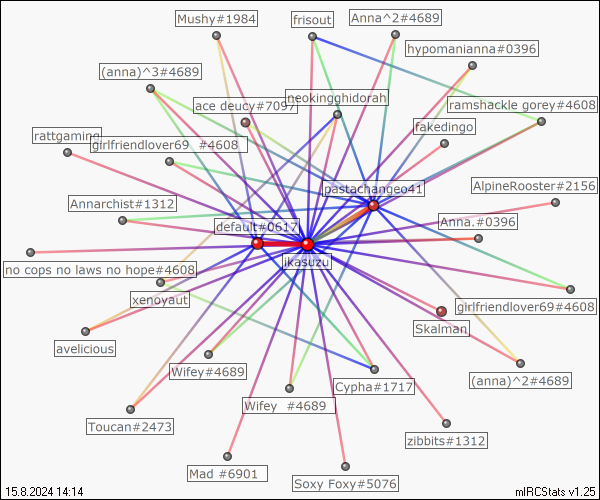 Mushy#1984
frisout
Anna^2#4689
hypomanianna#0396
(anna)^3#4689
ace deucy#7097
neokingghidorah
ramshackle gorey#4608
rattgaming
girlfriendlover69 #4608
fakedingo
pastachangeo41
AlpineRooster#2156
Annarchist#1312
default#0617
Anna.#0396
jkasuzu
no cops no laws no hope#4608
xenoyaut
girlfriendlover69#4608
Skalman
avelicious
Wifey#4689
Cypha#1717
(anna)^2#4689
Wifey #4689
Toucan#2473
zibbits#1312
Mad #6901
Soxy Foxy#5076
15.8.2024 14:14
mIRCStats v1.25